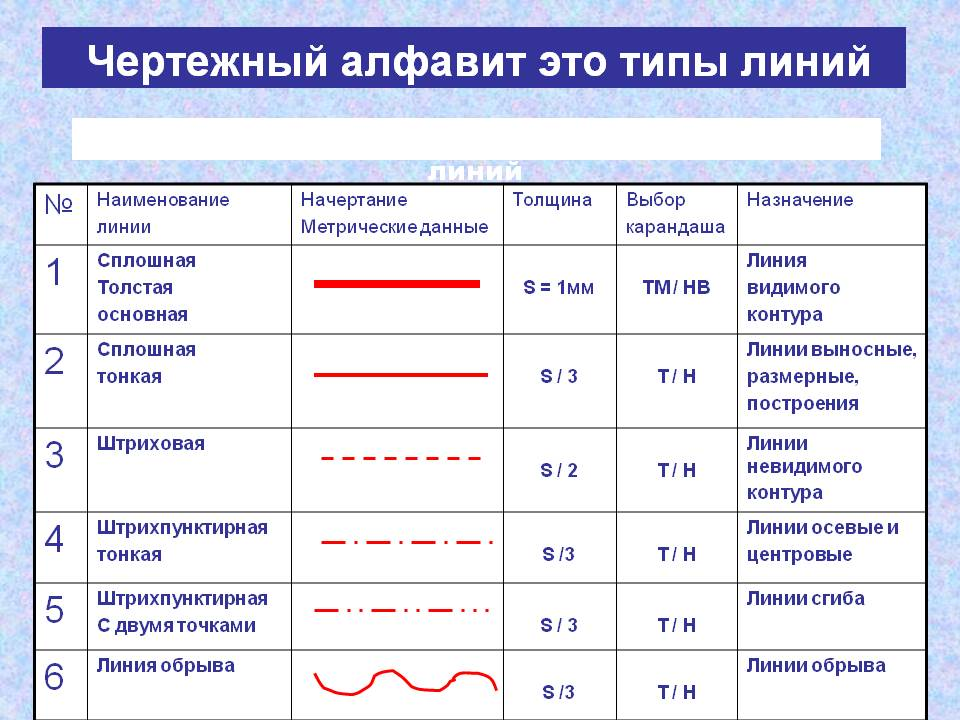 Чертежный алфавит это типы линий
линий
№ Наименование линии Начертание Метрические данные Толщина Выбор карандаша Назначение
1 Сплошная Толстая основная S = 1мм ТМ / НВ Линия видимого контура
2 Сплошная тонкая S / 3 Т / Н Линии выносные, размерные, построения
3 Штриховая S / 2 Т / Н Линии невидимого контура
4 Штрихпунктирная тонкая S /3 Т / Н Линии осевые и центровые
5 Штрихпунктирная С двумя точками S / 3 Т / Н Линии сгиба
6 Линия обрыва S /3 Т / Н Линии обрыва